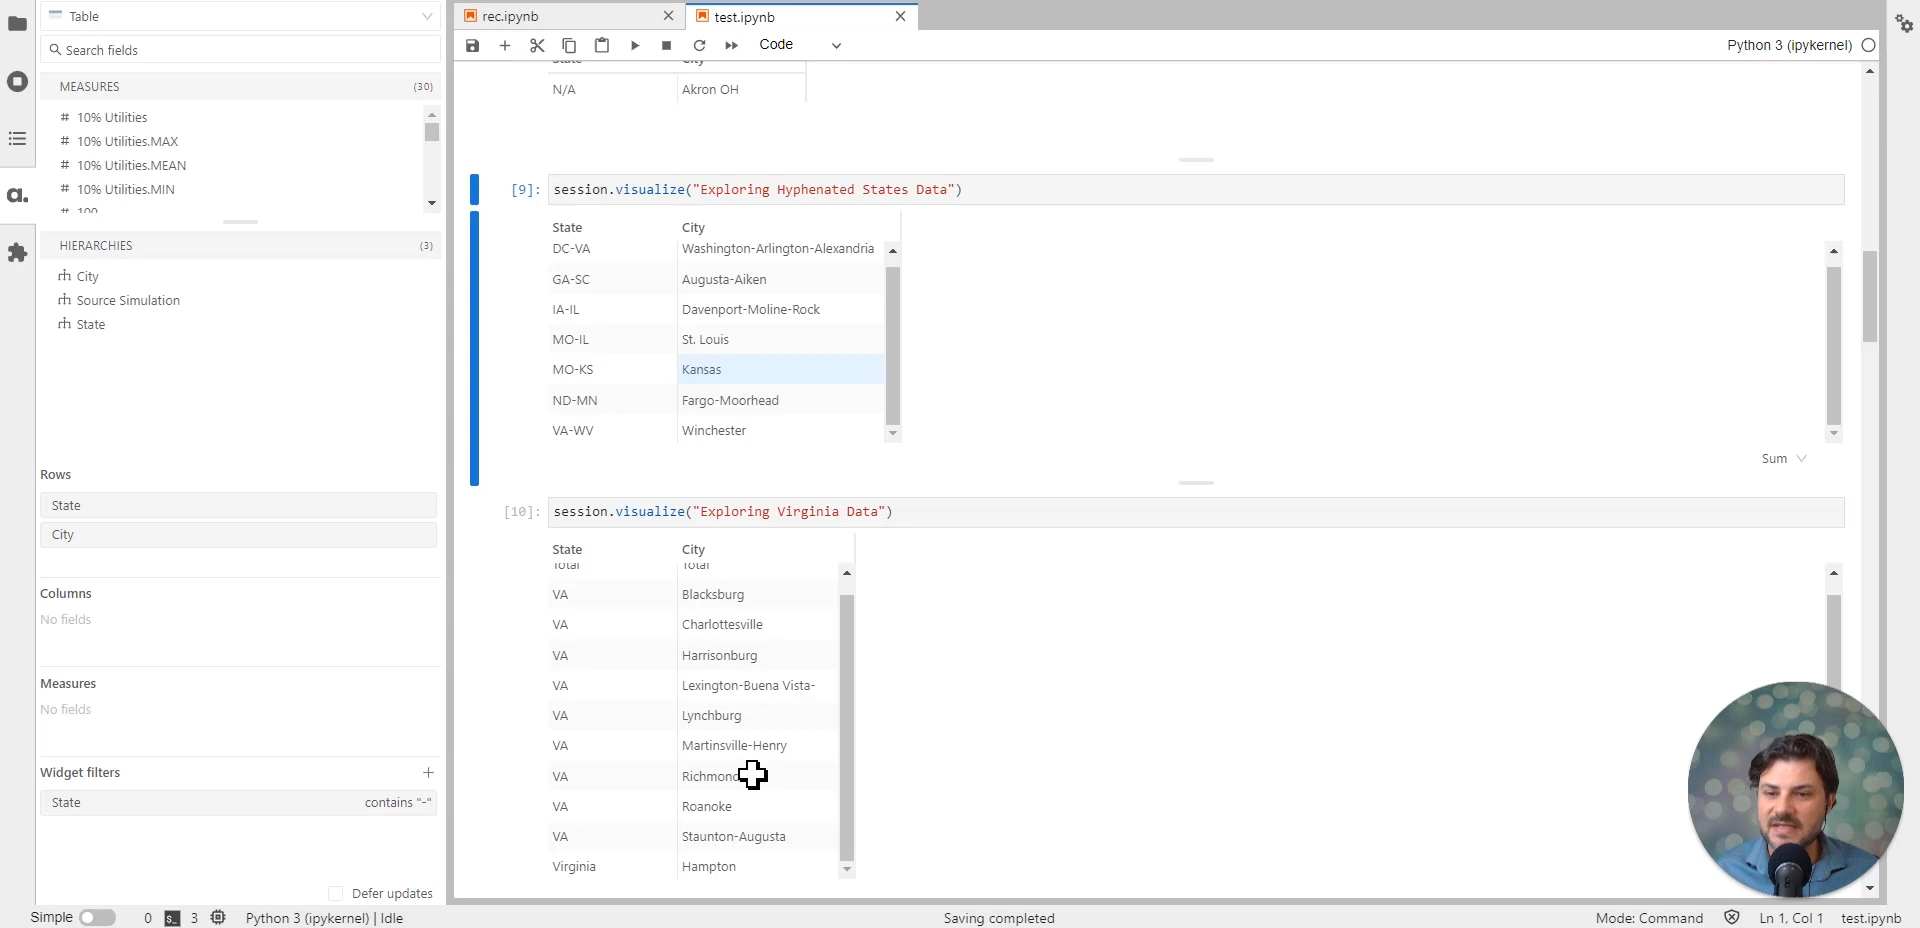 Table
Search fields
MEASURES (30)
# 10% Utilities
# 10% Utilities.MAX
# 10% Utilities.MEAN
# 10% Utilities.MIN
# 100
HIERARCHIES (3)
City
Source Simulation
State
Rows
State
City
Columns
No fields
Measures
No fields
Widget filters +
State contains "-"
Defer updates
rec.ipynb
test.ipynb
Code
Python 3 (ipykernel)
State City
N/A Akron OH
[9]: session.visualize("Exploring Hyphenated States Data")
State City
DC-VA Washington-Arlington-Alexandria
GA-SC Augusta-Aiken
IA-IL Davenport-Moline-Rock
MO-IL St. Louis
MO-KS Kansas
ND-MN Fargo-Moorhead
VA-WV Winchester
Sum
[10]: session.visualize("Exploring Virginia Data")
State City
Total Total
VA Blacksburg
VA Charlottesville
VA Harrisonburg
VA Lexington-Buena Vista-
VA Lynchburg
VA Martinsville-Henry
VA Richmond
VA Roanoke
VA Staunton-Augusta
Virginia Hampton
Simple 0 3 Python 3 (ipykernel) | Idle Saving completed Mode: Command Ln 1, Col 1 test.ipynb